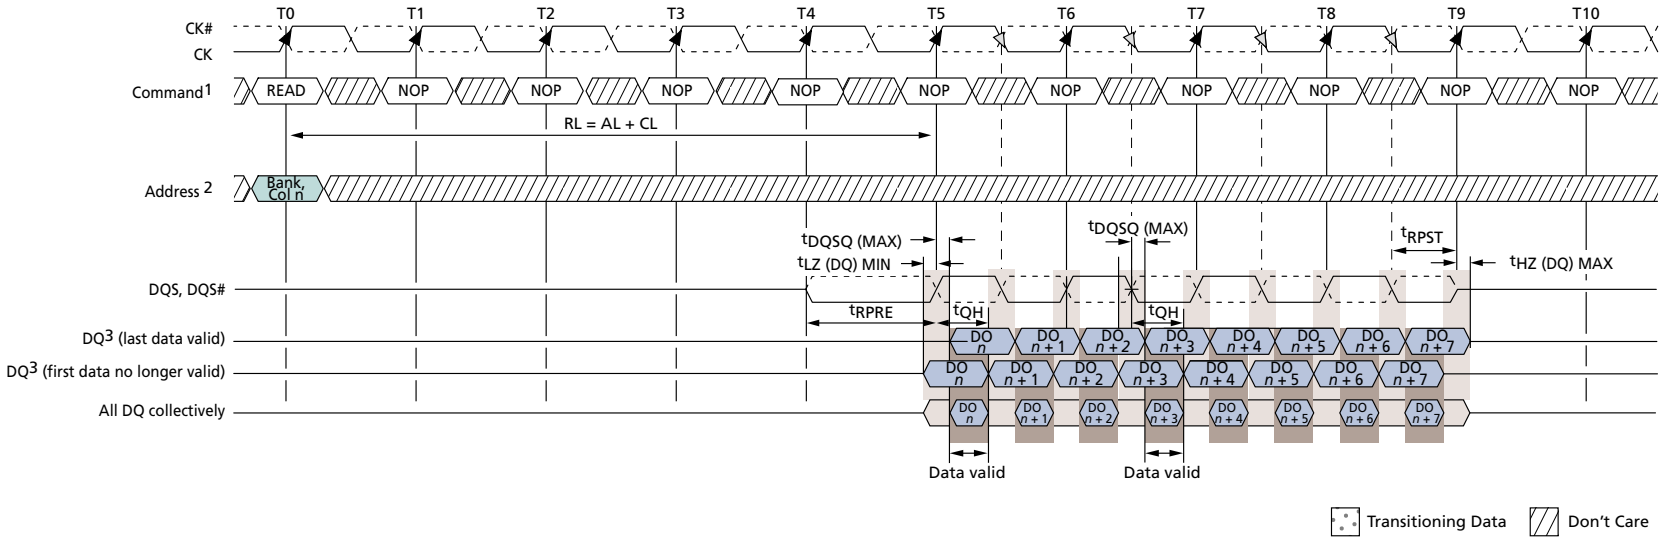 T0 T1 T2 T3 T4 T5 T6 T7 T8 T9 T10
CK#
CK
Command1 READ NOP NOP NOP NOP NOP NOP NOP NOP NOP NOP
RL = AL + CL
Address 2 Bank,
Col n
tDQSQ (MAX) tDQSQ (MAX) tRPST
tLZ (DQ) MIN tHZ (DQ) MAX
DQS, DQS#
tRPRE tQH tQH
DQ3 (last data valid) DO DO DO DO DO DO DO DO
n n + 1 n + 2 n + 3 n + 4 n + 5 n + 6 n + 7
DQ3 (first data no longer valid) DO DO DO DO DO DO DO DO
n n + 1 n + 2 n + 3 n + 4 n + 5 n + 6 n + 7
All DQ collectively DO DO DO DO DO DO DO DO
n n + 1 n + 2 n + 3 n + 4 n + 5 n + 6 n + 7
Data valid Data valid
Transitioning Data Don't Care